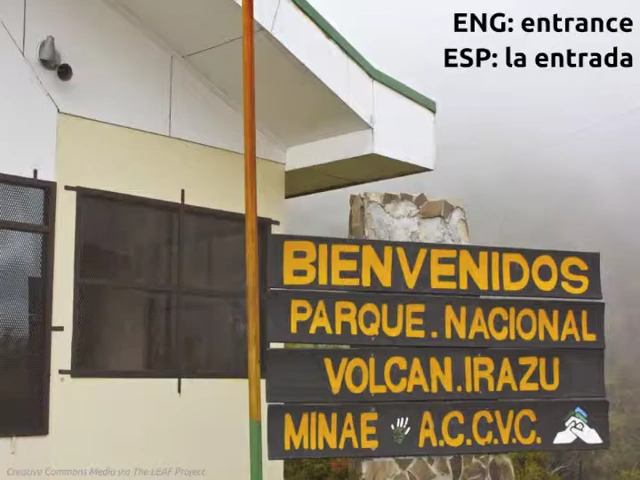 ENG: entrance
ESP: la entrada
BIENVENIDOS
PARQUE.NACIONAL
VOLCAN.IRAZU
MINAE A.C.C.V.C.
Creative Commons Media via The LEAF Project